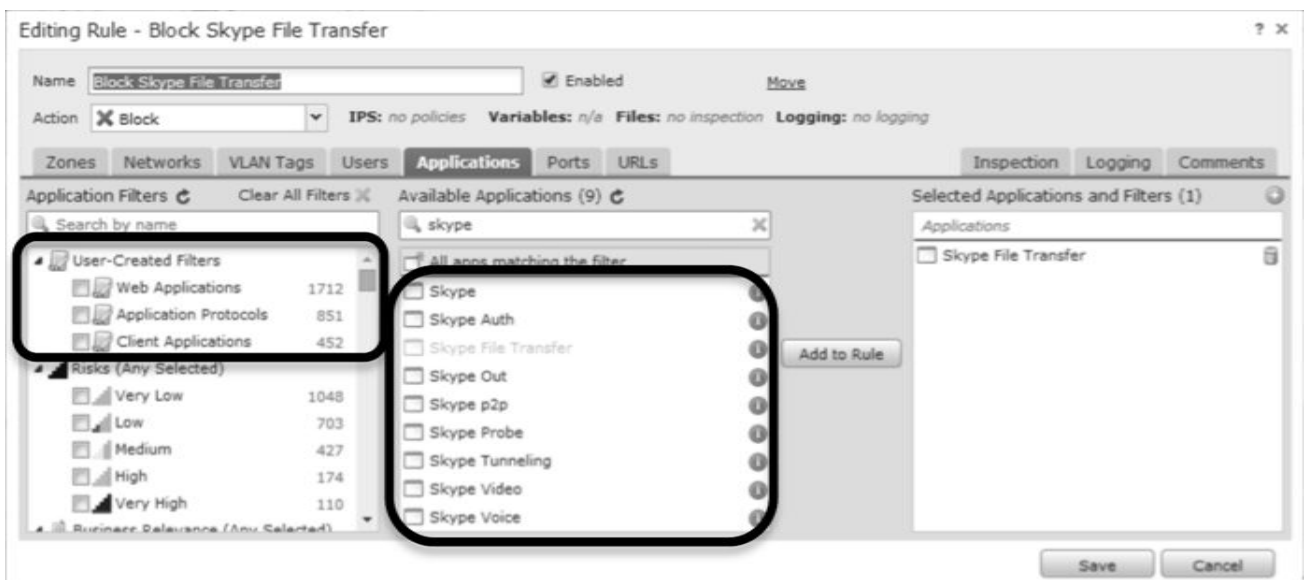 Editing Rule - Block Skype File Transfer ? ×
Name Block Skype File Transfer Enabled Move
Action Block IPS: no policies Variables: n/a Files: no inspection Logging: no logging
Zones Networks VLAN Tags Users Applications Ports URLs Inspection Logging Comments
Application Filters Clear All Filters Available Applications (9) Selected Applications and Filters (1)
Search by name skype Applications
User-Created Filters All apps matching the filter Skype File Transfer
Web Applications 1712 Skype
Application Protocols 851 Skype Auth
Client Applications 452 Skype File Transfer Add to Rule
Risks (Any Selected) Skype Out
Very Low 1048 Skype p2p
Low 703 Skype Probe
Medium 427 Skype Tunneling
High 174 Skype Video
Very High 110 Skype Voice
Business Relevance (Any Selected)
Save Cancel